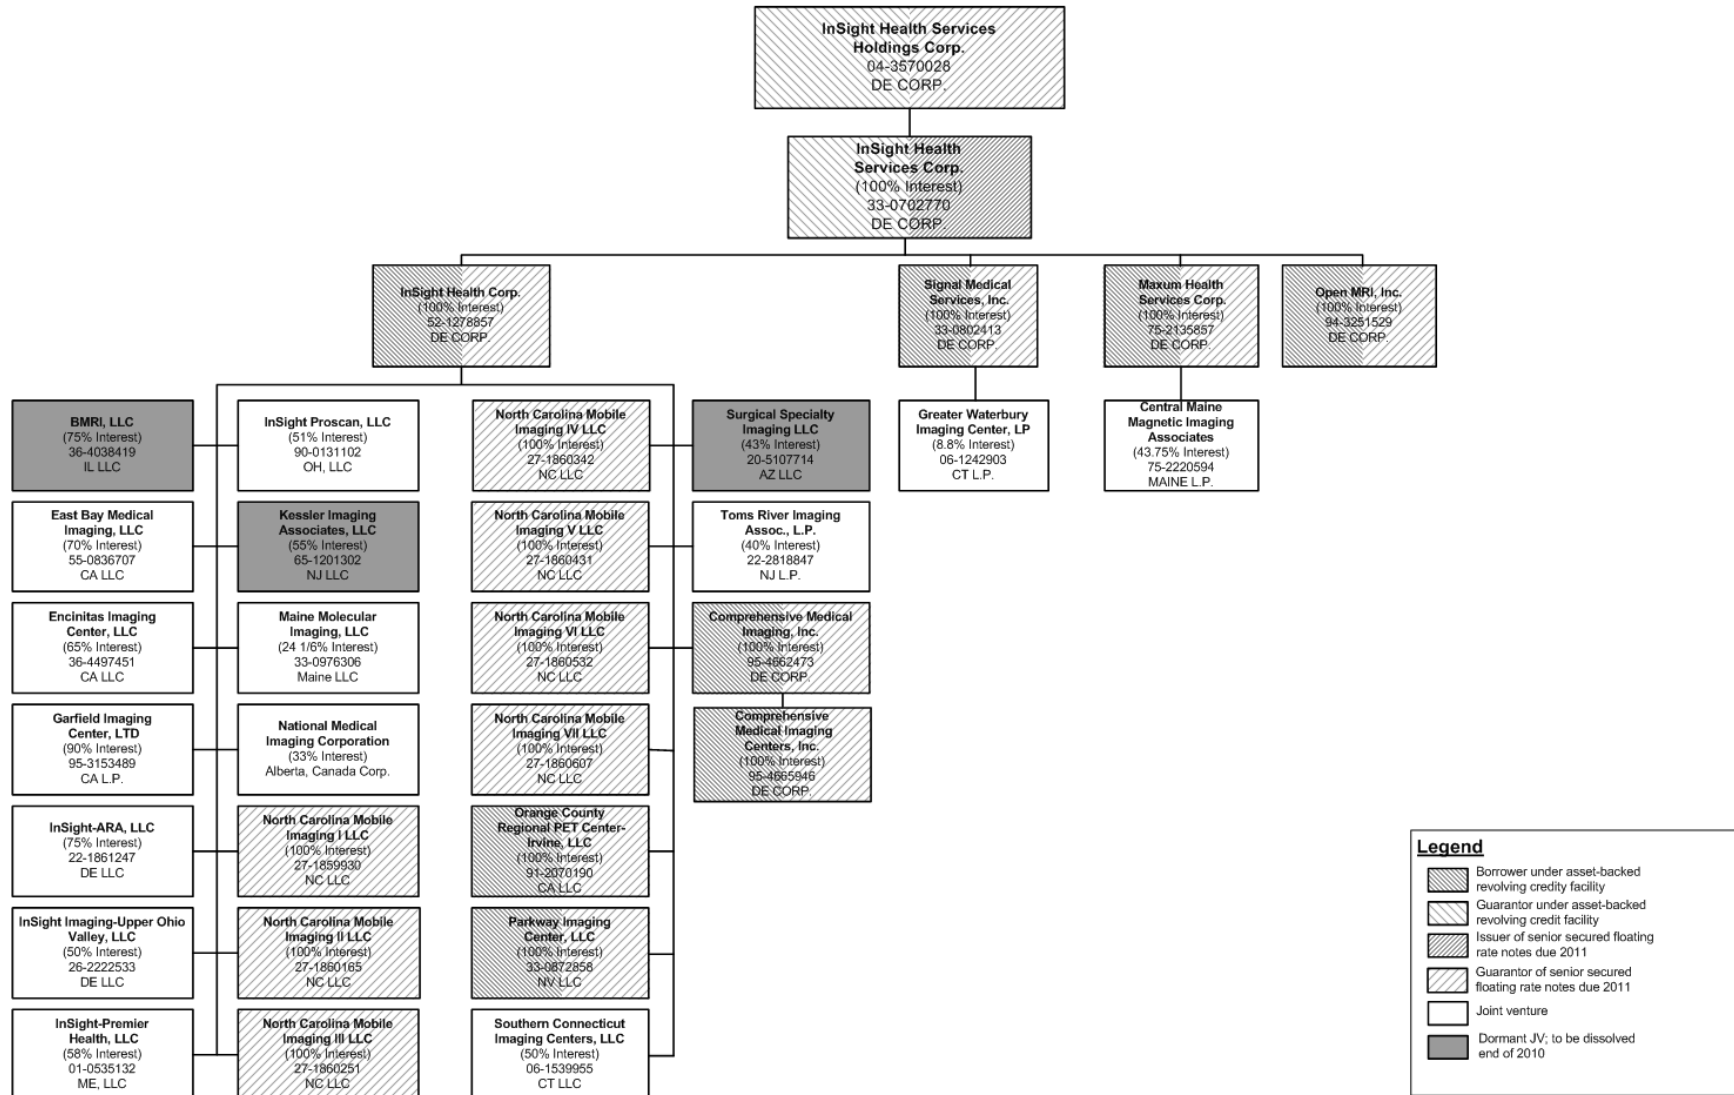 InSight Health Services
Holdings Corp.
04-3570028
DE CORP.
InSight Health
Services Corp.
(100% Interest)
33-0702770
DE CORP.
InSight Health Corp.
(100% Interest)
52-1278857
DE CORP.
Signal Medical
Services, Inc.
(100% Interest)
33-0802413
DE CORP.
Maxum Health
Services Corp.
(100% Interest)
75-2135857
DE CORP.
Open MRI, Inc.
(100% Interest)
94-3251529
DE CORP.
BMRI, LLC
(75% Interest)
36-4038419
IL LLC
InSight Proscan, LLC
(51% Interest)
90-0131102
OH, LLC
North Carolina Mobile
Imaging IV LLC
(100% Interest)
27-1860342
NC LLC
Surgical Specialty
Imaging LLC
(43% Interest)
20-5107714
AZ LLC
Greater Waterbury
Imaging Center, LP
(8.8% Interest)
06-1242903
CT L.P.
Central Maine
Magnetic Imaging
Associates
(43.75% Interest)
75-2220594
MAINE L.P.
East Bay Medical
Imaging, LLC
(70% Interest)
55-0836707
CA LLC
Kessler Imaging
Associates, LLC
(55% Interest)
65-1201302
NJ LLC
North Carolina Mobile
Imaging V LLC
(100% Interest)
27-1860431
NC LLC
Toms River Imaging
Assoc., L.P.
(40% Interest)
22-2818847
NJ L.P.
Encinitas Imaging
Center, LLC
(65% Interest)
36-4497451
CA LLC
Maine Molecular
Imaging, LLC
(24 1/6% Interest)
33-0976306
Maine LLC
North Carolina Mobile
Imaging VI LLC
(100% Interest)
27-1860532
NC LLC
Comprehensive Medical
Imaging, Inc.
(100% Interest)
95-4662473
DE CORP.
Garfield Imaging
Center, LTD
(90% Interest)
95-3153489
CA L.P.
National Medical
Imaging Corporation
(33% Interest)
Alberta, Canada Corp.
North Carolina Mobile
Imaging VII LLC
(100% Interest)
27-1860607
NC LLC
Comprehensive
Medical Imaging
Centers, Inc.
(100% Interest)
95-4665946
DE CORP.
InSight-ARA, LLC
(75% Interest)
22-1861247
DE LLC
North Carolina Mobile
Imaging I LLC
(100% Interest)
27-1859930
NC LLC
Orange County
Regional PET Center-
Irvine, LLC
(100% Interest)
91-2070190
CA LLC
InSight Imaging-Upper Ohio
Valley, LLC
(50% Interest)
26-2222533
DE LLC
North Carolina Mobile
Imaging II LLC
(100% Interest)
27-1860165
NC LLC
Parkway Imaging
Center, LLC
(100% Interest)
33-0872858
NV LLC
InSight-Premier
Health, LLC
(58% Interest)
01-0535132
ME, LLC
North Carolina Mobile
Imaging III LLC
(100% Interest)
27-1860251
NC LLC
Southern Connecticut
Imaging Centers, LLC
(50% Interest)
06-1539955
CT LLC
Legend
Borrower under asset-backed
revolving credity facility
Guarantor under asset-backed
revolving credit facility
Issuer of senior secured floating
rate notes due 2011
Guarantor of senior secured
floating rate notes due 2011
Joint venture
Dormant JV; to be dissolved
end of 2010